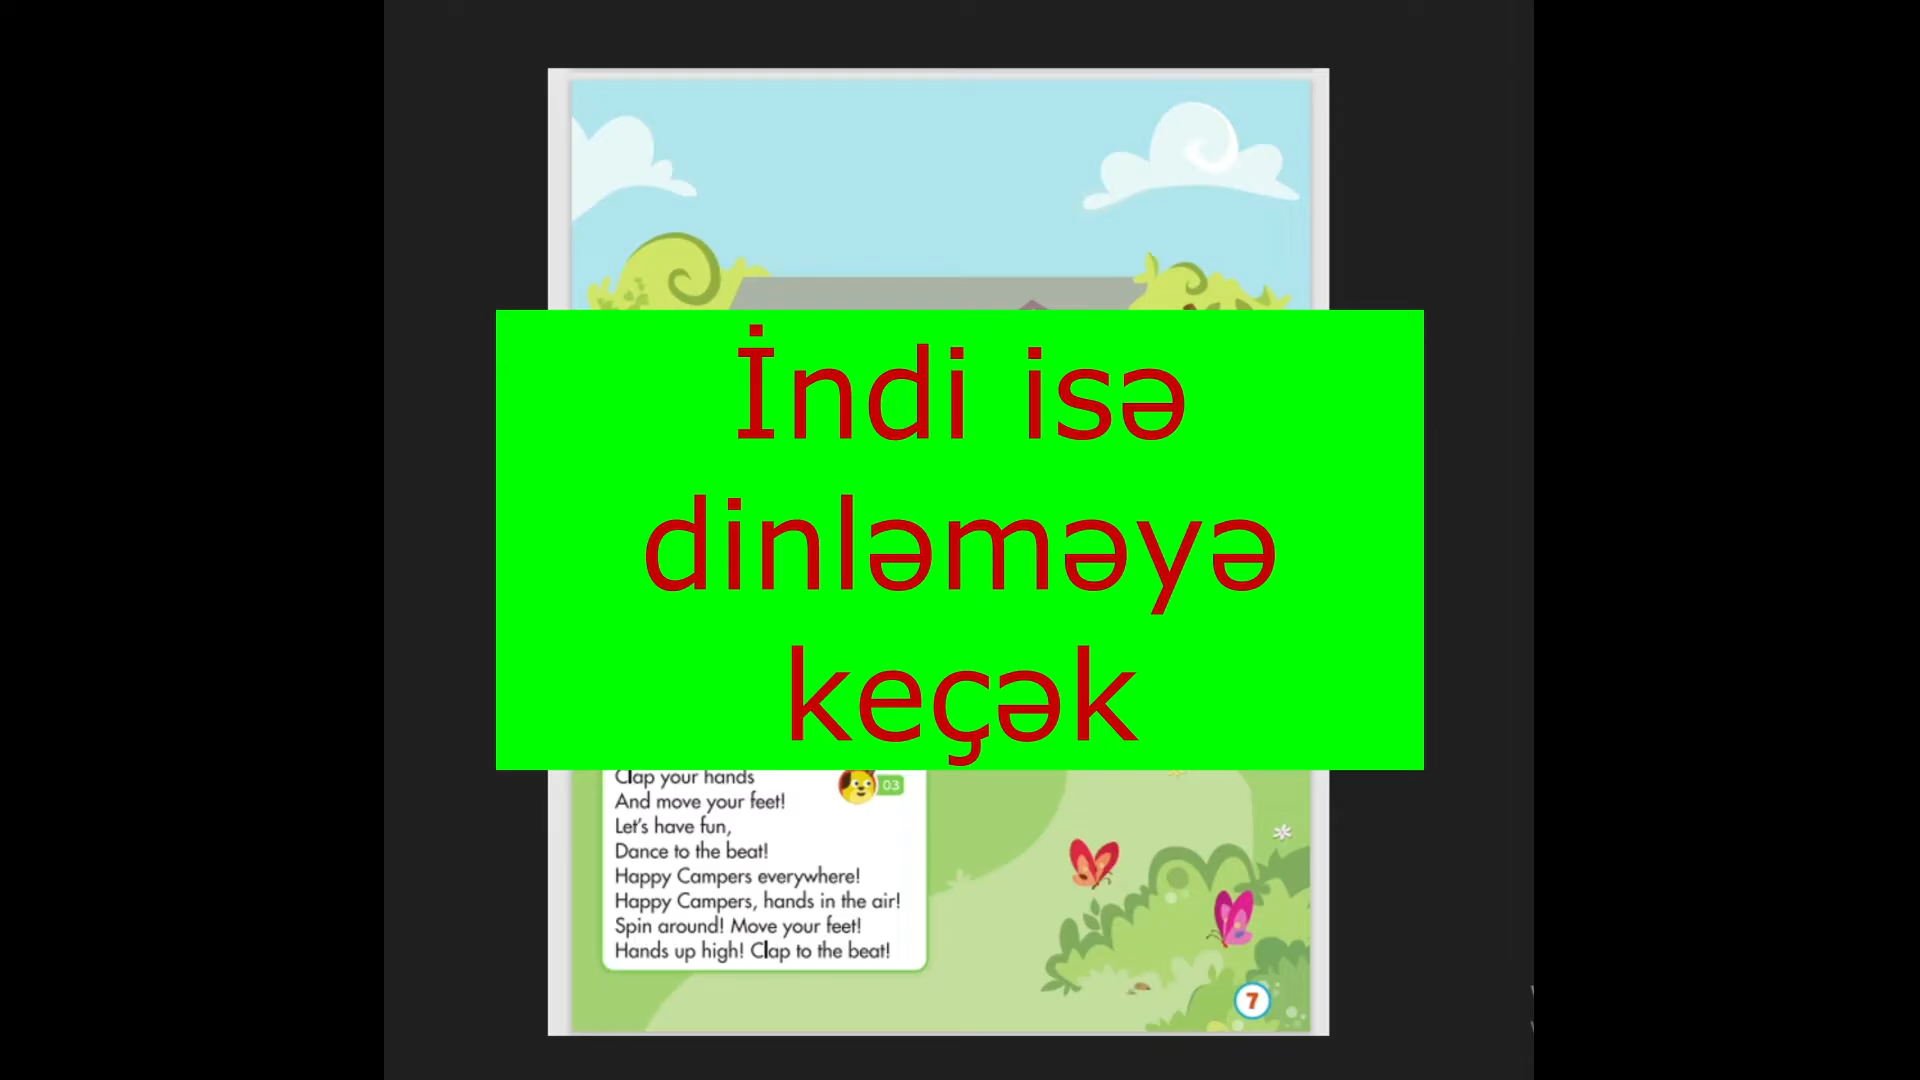 İndi isə
dinləməyə
keçək
Clap your hands
03
And move your feet!
Let's have fun,
Dance to the beat!
Happy Campers everywhere!
Happy Campers, hands in the air!
Spin around! Move your feet!
Hands up high! Clap to the beat!
7